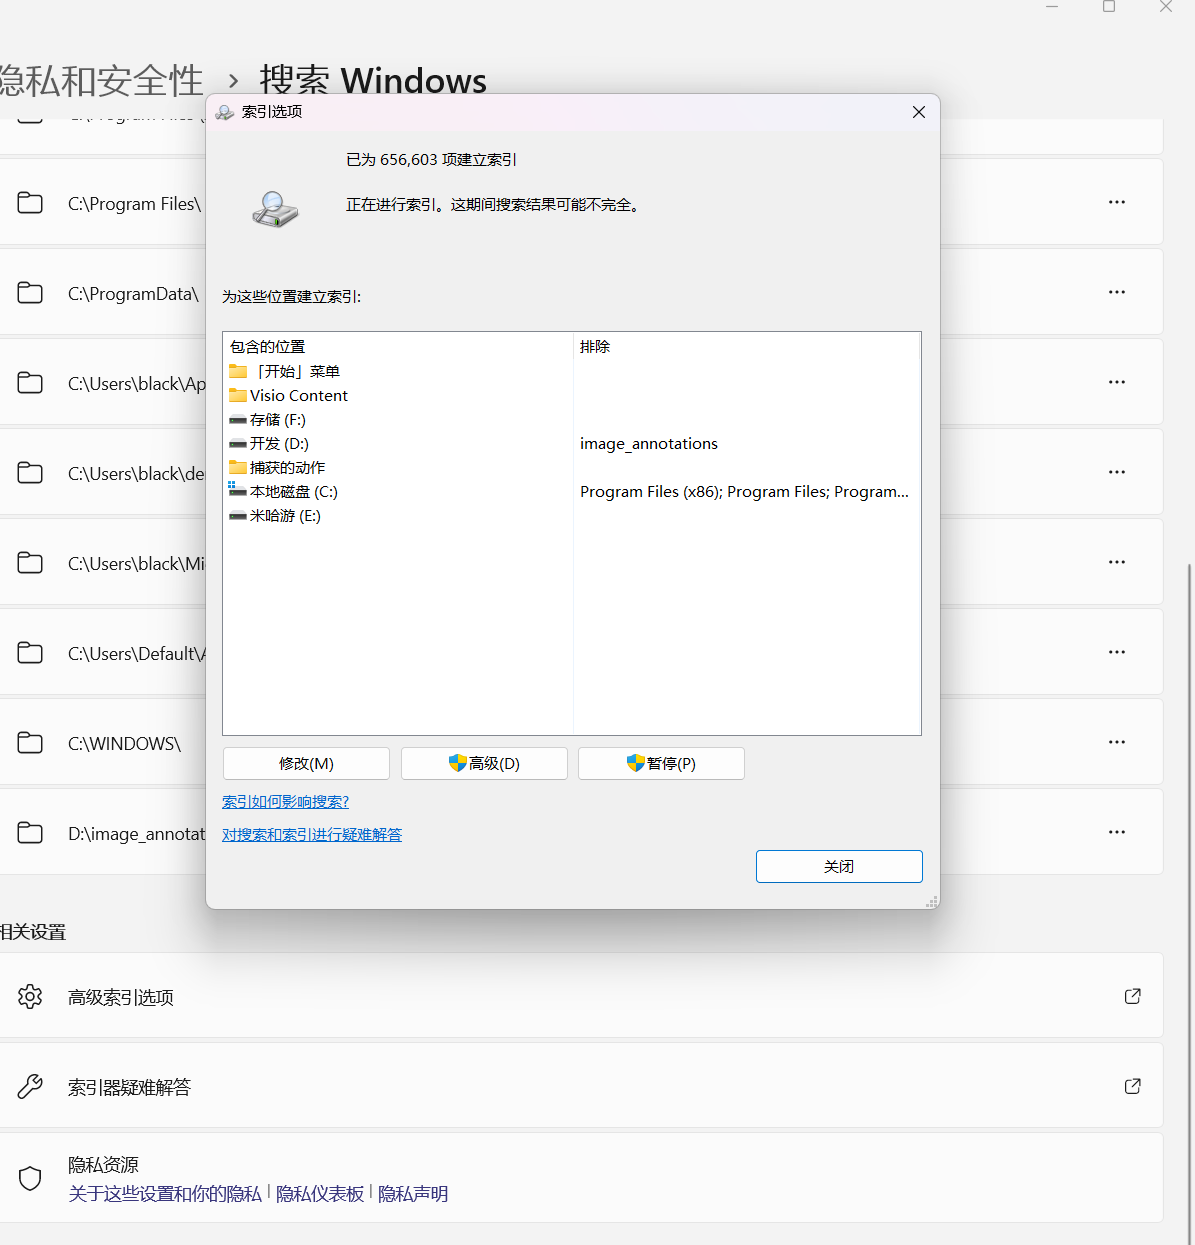 隐私和安全性 › 搜索 Windows
索引选项
已为 656,603 项建立索引
C:\Program Files\
正在进行索引。这期间搜索结果可能不完全。
C:\ProgramData\
为这些位置建立索引:
包含的位置 排除
「开始」菜单
C:\Users\black\Ap
Visio Content
存储 (F:)
开发 (D:) image_annotations
捕获的动作
C:\Users\black\de
本地磁盘 (C:) Program Files (x86); Program Files; Program...
米哈游 (E:)
C:\Users\black\Mi
C:\Users\Default\A
C:\WINDOWS\
修改(M) 高级(D) 暂停(P)
索引如何影响搜索?
D:\image_annotat
对搜索和索引进行疑难解答
关闭
相关设置
高级索引选项
索引器疑难解答
隐私资源
关于这些设置和你的隐私 | 隐私仪表板 | 隐私声明